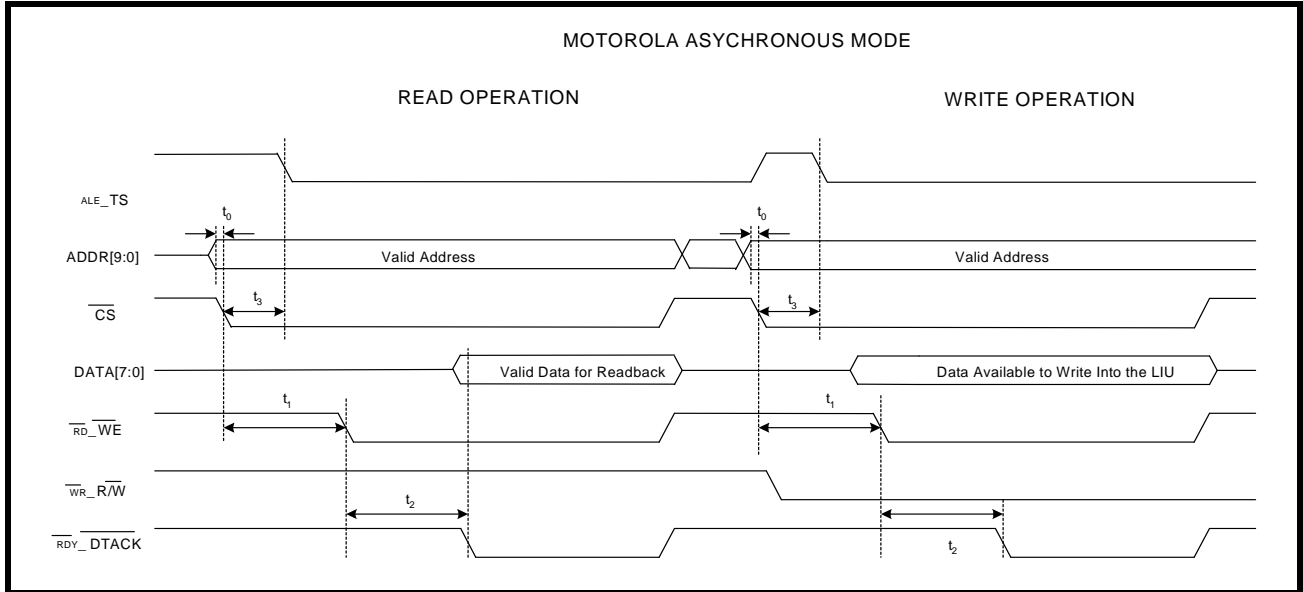 MOTOROLA ASYCHRONOUS MODE
READ OPERATION WRITE OPERATION
ALE_TS
t0 t0
ADDR[9:0] Valid Address Valid Address
CS t3 t3
DATA[7:0] Valid Data for Readback Data Available to Write Into the LIU
RD_WE t1 t1
WR_R/W
t2
RDY_DTACK t2